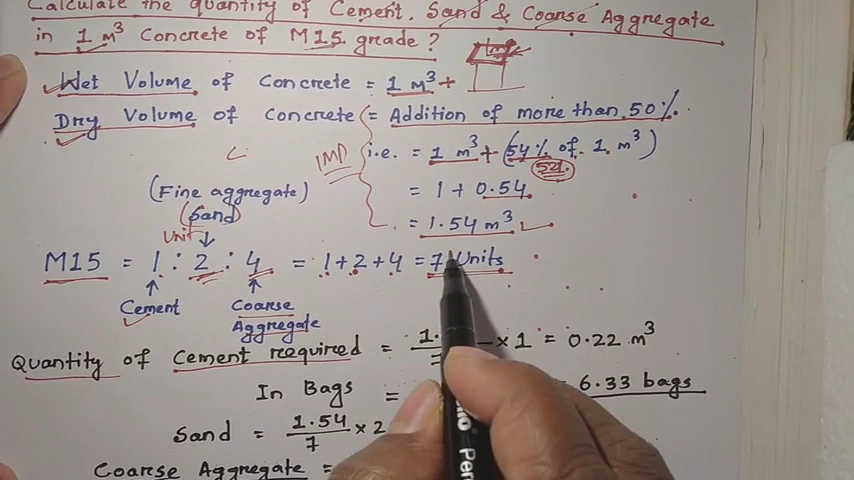 Calculate the quantity of Cement, Sand & Coarse Aggregate
in 1 m³ Concrete of M15 grade?
Wet Volume of Concrete = 1 m³+
Dry Volume of Concrete = Addition of more than 50%
i.e. = 1 m³ + (54% of 1 m³)
52%
IMP
(Fine aggregate) = 1 + 0.54
(Sand) = 1.54 m³
Unit
M15 = 1 : 2 : 4 = 1+2+4 = 7 Units
Cement Coarse
Aggregate
Quantity of Cement required = 1. × 1 = 0.22 m³
In Bags = = 6.33 bags
Sand = 1.54/7 × 2
Coarse Aggregate =